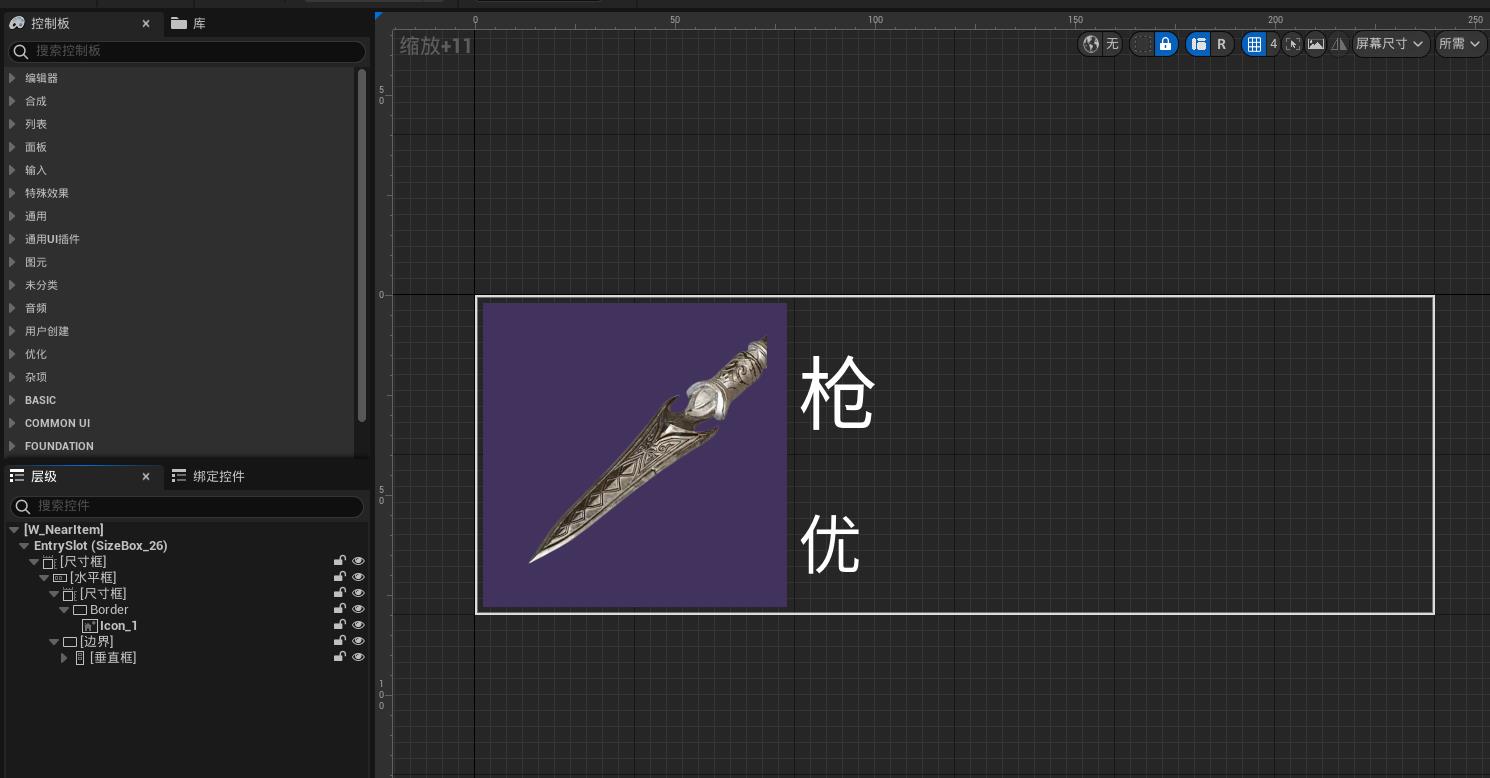 控制板
库
搜索控制板
编辑器
合成
列表
面板
输入
特殊效果
通用
通用UI插件
图元
未分类
音频
用户创建
优化
杂项
BASIC
COMMON UI
FOUNDATION
层级
绑定控件
搜索控件
[W_NearItem]
EntrySlot (SizeBox_26)
[尺寸框]
[水平框]
[尺寸框]
Border
Icon_1
[边界]
[垂直框]
0 50 100 150 200 250
缩放+11
无 R 4 屏幕尺寸 所需
50
0
50
100
枪
优